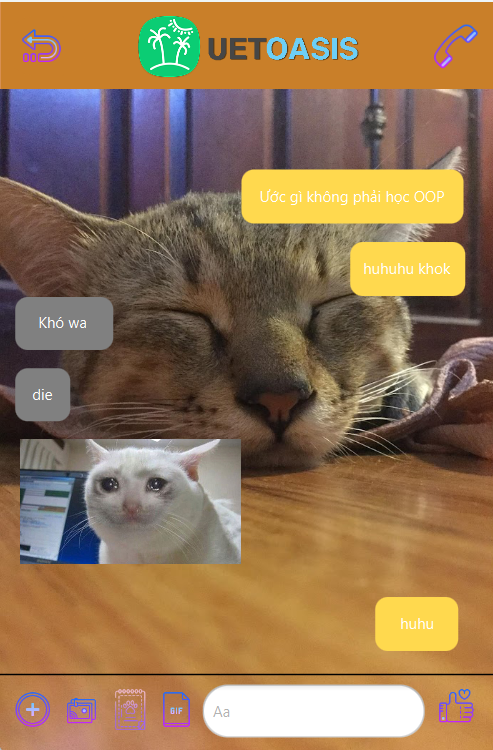 UETOASIS
Ước gì không phải học OOP
huhuhu khok
Khó wa
die
huhu
GIF
Aa